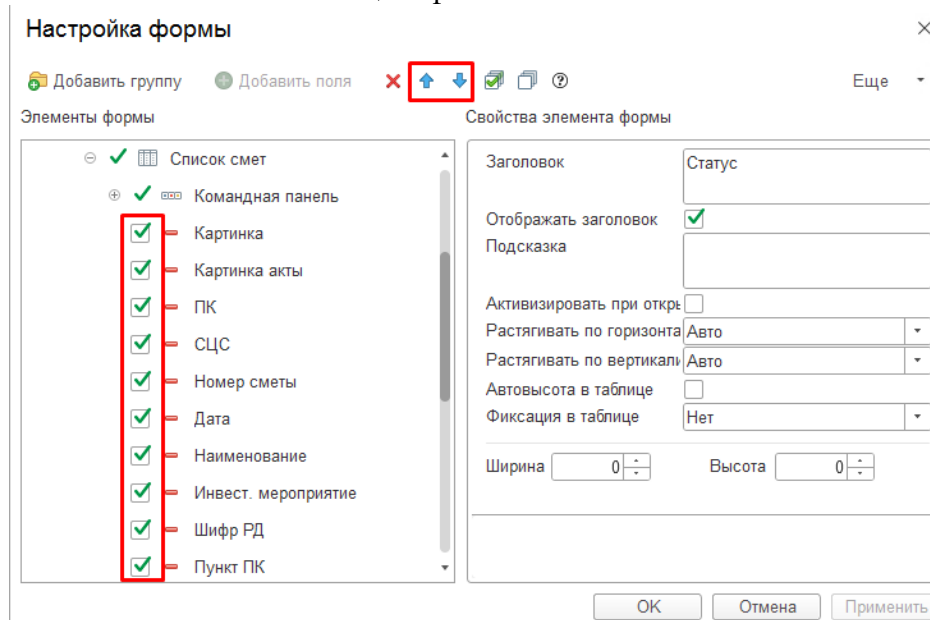 Настройка формы
Добавить группу Добавить поля Еще
Элементы формы Свойства элемента формы
Список смет
Командная панель
Картинка
Картинка акты
ПК
СЦС
Номер сметы
Дата
Наименование
Инвест. мероприятие
Шифр РД
Пункт ПК
Заголовок Статус
Отображать заголовок
Подсказка
Активизировать при откры
Растягивать по горизонта Авто
Растягивать по вертикали Авто
Автовысота в таблице
Фиксация в таблице Нет
Ширина 0 Высота 0
OK Отмена Применить